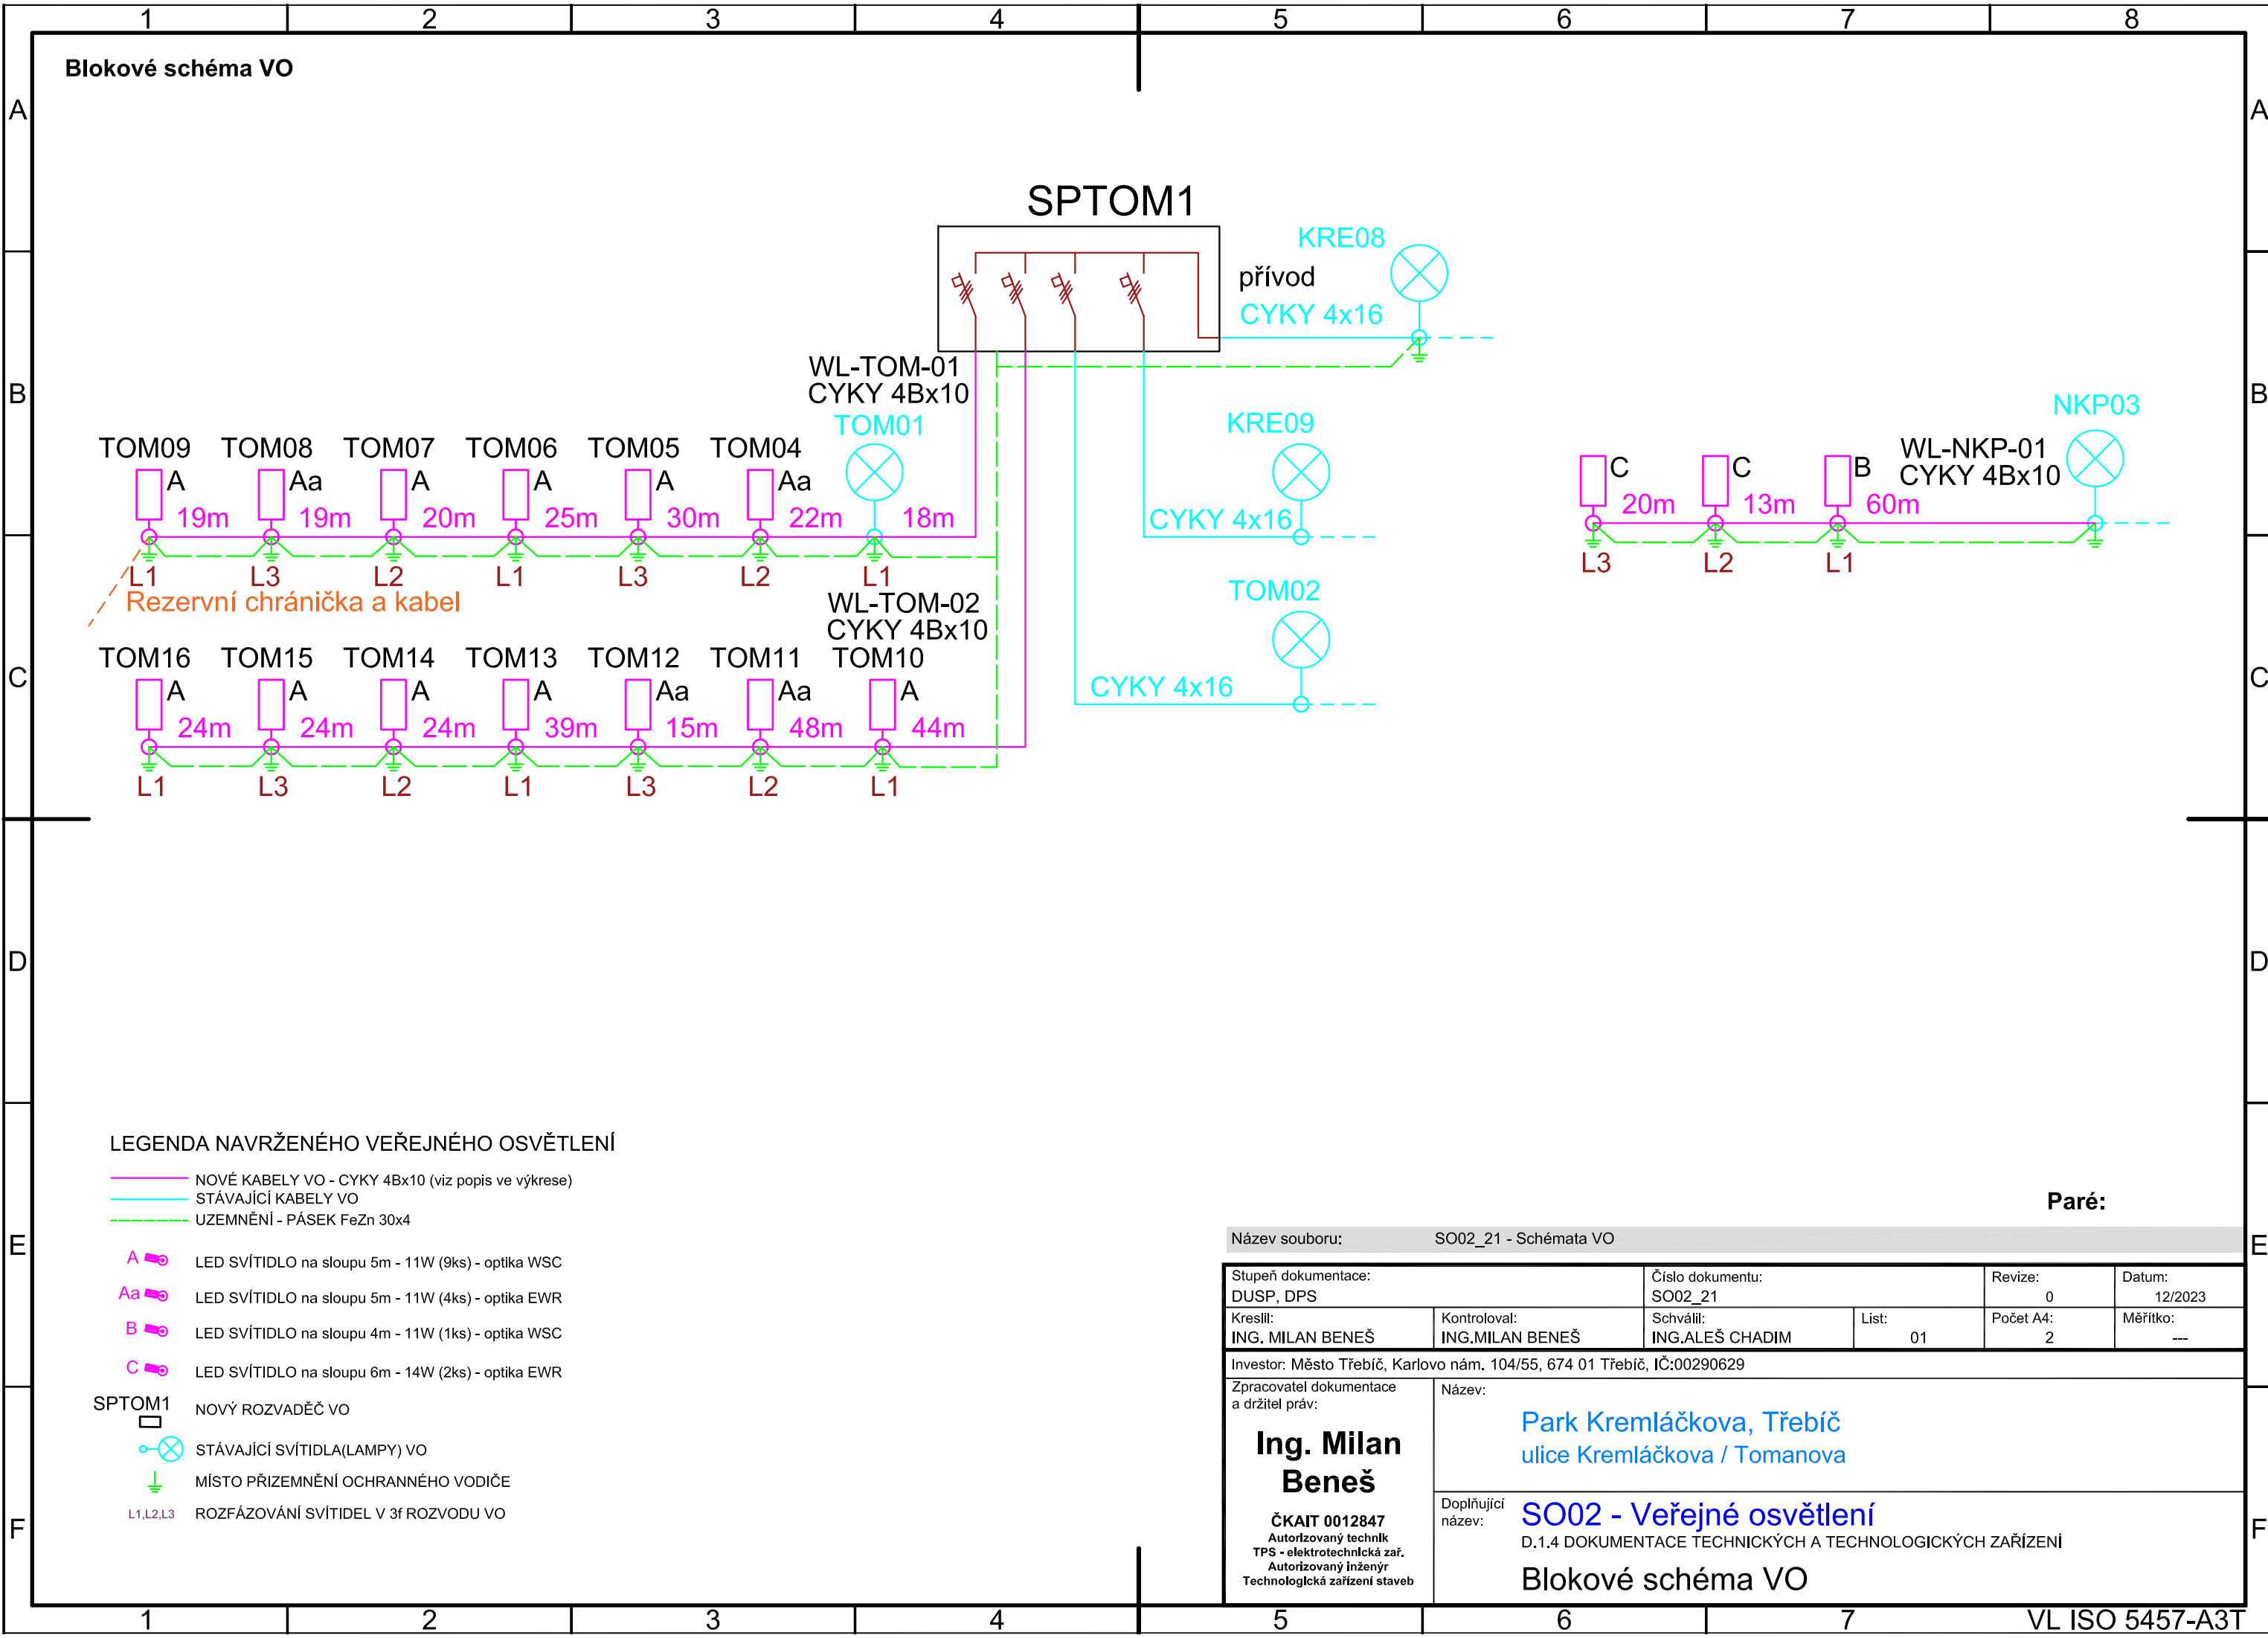 1 2 3 4 5 6 7 8
Blokové schéma VO
A A
SPTOM1
KRE08
přívod
CYKY 4x16
WL-TOM-01
CYKY 4Bx10
B B
TOM01
KRE09
NKP03
TOM09 TOM08 TOM07 TOM06 TOM05 TOM04
A Aa A A A Aa
19m 19m 20m 25m 30m 22m 18m
CYKY 4x16
WL-NKP-01
CYKY 4Bx10
C C B
20m 13m 60m
L1 L3 L2 L1 L3 L2 L1
L3 L2 L1
Rezervní chránička a kabel
WL-TOM-02
CYKY 4Bx10
TOM02
TOM16 TOM15 TOM14 TOM13 TOM12 TOM11 TOM10
C C
A A A A Aa Aa A
CYKY 4x16
24m 24m 24m 39m 15m 48m 44m
L1 L3 L2 L1 L3 L2 L1
D D
LEGENDA NAVRŽENÉHO VEŘEJNÉHO OSVĚTLENÍ
NOVÉ KABELY VO - CYKY 4Bx10 (viz popis ve výkrese)
STÁVAJÍCÍ KABELY VO
UZEMNĚNÍ - PÁSEK FeZn 30x4
E E
A LED SVÍTIDLO na sloupu 5m - 11W (9ks) - optika WSC
Aa LED SVÍTIDLO na sloupu 5m - 11W (4ks) - optika EWR
B LED SVÍTIDLO na sloupu 4m - 11W (1ks) - optika WSC
C LED SVÍTIDLO na sloupu 6m - 14W (2ks) - optika EWR
SPTOM1 NOVÝ ROZVADĚČ VO
STÁVAJÍCÍ SVÍTIDLA(LAMPY) VO
MÍSTO PŘIZEMNĚNÍ OCHRANNÉHO VODIČE
L1,L2,L3 ROZFÁZOVÁNÍ SVÍTIDEL V 3f ROZVODU VO
F F
Paré:
Název souboru: SO02_21 - Schémata VO
Stupeň dokumentace: Číslo dokumentu: Revize: Datum:
DUSP, DPS SO02_21 0 12/2023
Kreslil: Kontroloval: Schválil: List: Počet A4: Měřítko:
ING. MILAN BENEŠ ING.MILAN BENEŠ ING.ALEŠ CHADIM 01 2 ---
Investor: Město Třebíč, Karlovo nám. 104/55, 674 01 Třebíč, IČ:00290629
Zpracovatel dokumentace
a držitel práv:
Ing. Milan
Beneš
ČKAIT 0012847
Autorizovaný technik
TPS - elektrotechnická zař.
Autorizovaný inženýr
Technologická zařízení staveb
Název:
Park Kremláčkova, Třebíč
ulice Kremláčkova / Tomanova
Doplňující
název:
SO02 - Veřejné osvětlení
D.1.4 DOKUMENTACE TECHNICKÝCH A TECHNOLOGICKÝCH ZAŘÍZENÍ
Blokové schéma VO
1 2 3 4 5 6 7 VL ISO 5457-A3T